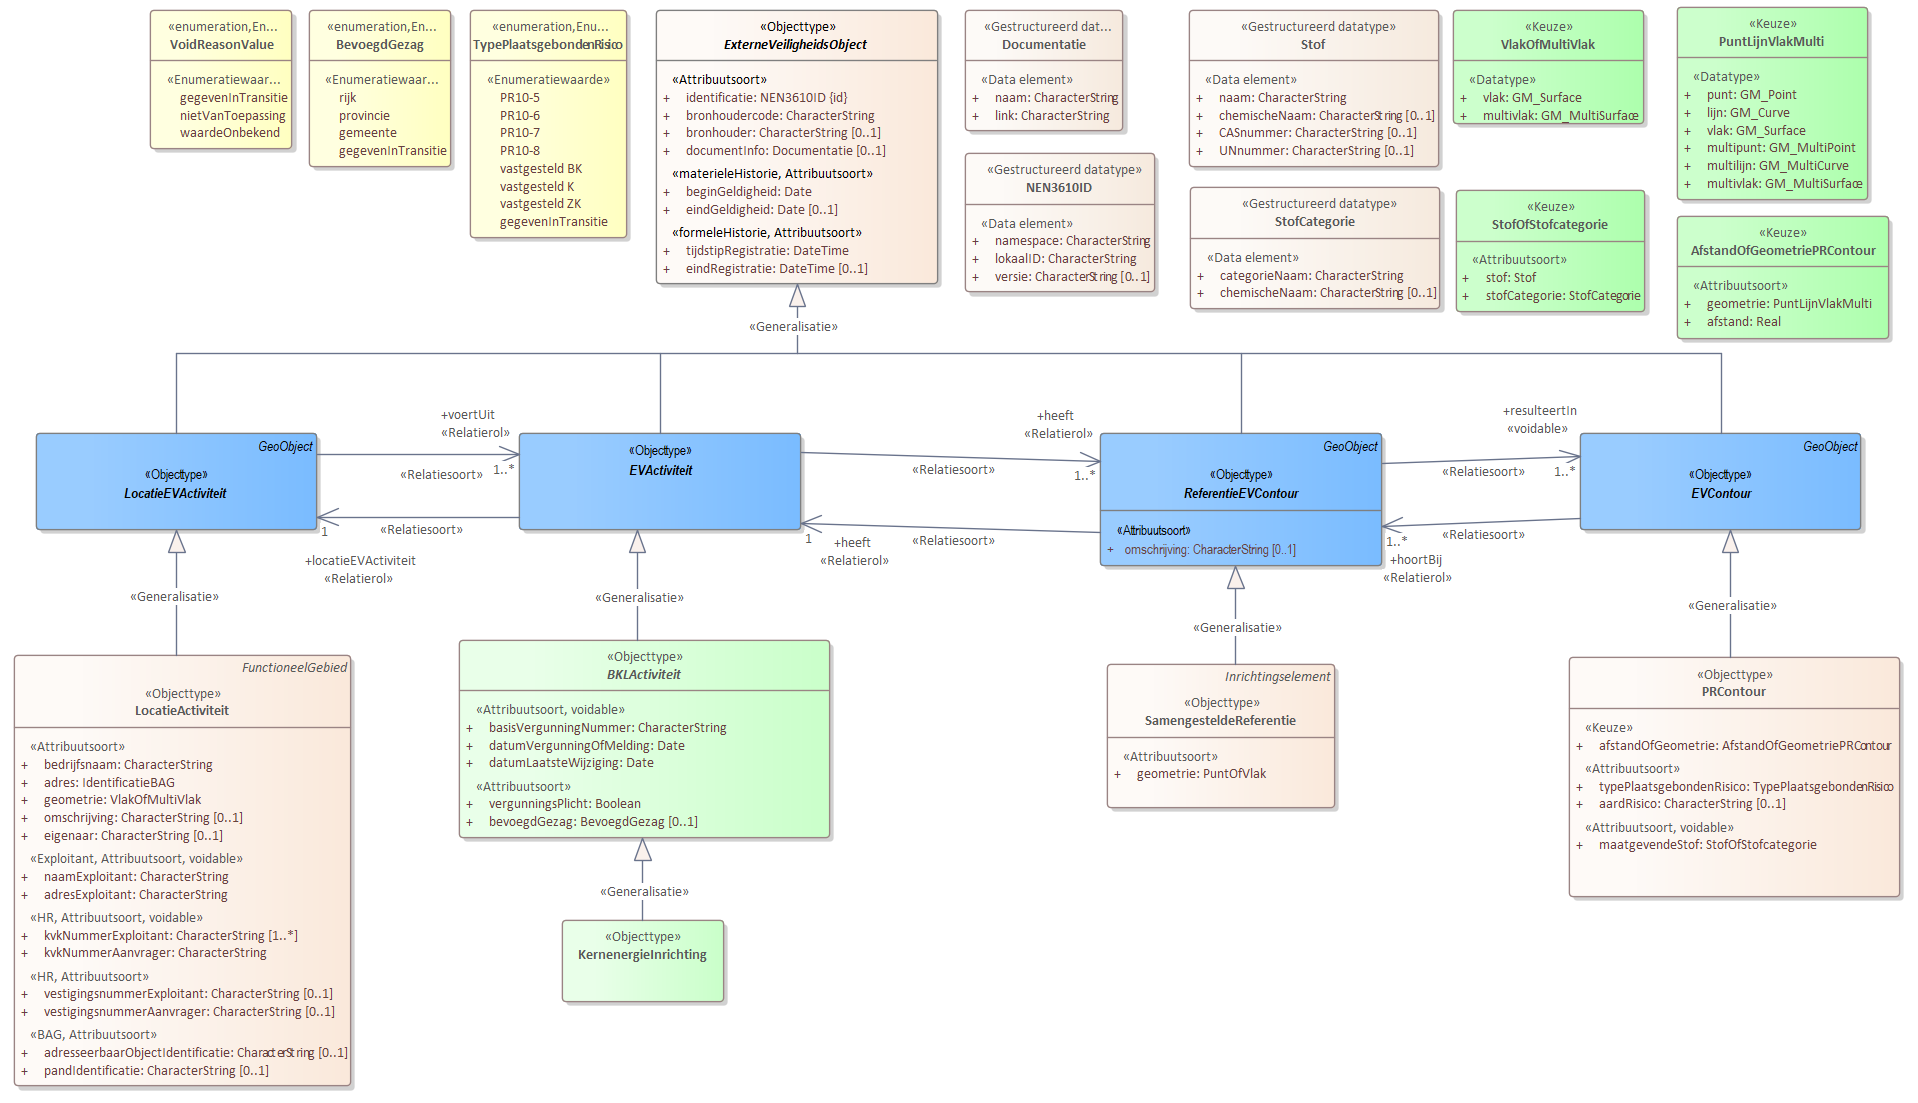 «enumeration,En...
VoidReasonValue
«Enumeratiewaar...
gegevenInTransitie
nietVanToepassing
waardeOnbekend
«enumeration,Enu...
BevoegdGezag
«Enumeratiewaar...
rijk
provincie
gemeente
gegevenInTransitie
«enumeration,Enu...
TypePlaatsgebondenRisico
«Enumeratiewaarde»
PR10-5
PR10-6
PR10-7
PR10-8
vastgesteld BK
vastgesteld K
vastgesteld ZK
gegevenInTransitie
«Objecttype»
ExterneVeiligheidsObject
«Attribuutsoort»
+ identificatie: NEN3610ID {id}
+ bronhoudercode: CharacterString
+ bronhouder: CharacterString [0..1]
+ documentInfo: Documentatie [0..1]
«materieleHistorie, Attribuutsoort»
+ beginGeldigheid: Date
+ eindGeldigheid: Date [0..1]
«formeleHistorie, Attribuutsoort»
+ tijdstipRegistratie: DateTime
+ eindRegistratie: DateTime [0..1]
«Gestructureerd dat...
Documentatie
«Data element»
+ naam: CharacterString
+ link: CharacterString
«Gestructureerd datatype»
NEN3610ID
«Data element»
+ namespace: CharacterString
+ lokaalID: CharacterString
+ versie: CharacterString [0..1]
«Gestructureerd datatype»
Stof
«Data element»
+ naam: CharacterString
+ chemischeNaam: CharacterString [0..1]
+ CASnummer: CharacterString [0..1]
+ UNnummer: CharacterString [0..1]
«Gestructureerd datatype»
StofCategorie
«Data element»
+ categorieNaam: CharacterString
+ chemischeNaam: CharacterString [0..1]
«Keuze»
VlakOfMultiVlak
«Datatype»
+ vlak: GM_Surface
+ multivlak: GM_MultiSurface
«Keuze»
StofOfStofcategorie
«Attribuutsoort»
+ stof: Stof
+ stofCategorie: StofCategorie
«Keuze»
PuntLijnVlakMulti
«Datatype»
+ punt: GM_Point
+ lijn: GM_Curve
+ vlak: GM_Surface
+ multipunt: GM_MultiPoint
+ multilijn: GM_MultiCurve
+ multivlak: GM_MultiSurface
«Keuze»
AfstandOfGeometriePRContour
«Attribuutsoort»
+ geometrie: PuntLijnVlakMulti
+ afstand: Real
«Generalisatie»
GeoObject
«Objecttype»
LocatieEVActiviteit
+voertUit
«Relatierol»
«Relatiesoort»
1..*
«Relatiesoort»
1
+locatieEVActiviteit
«Relatierol»
«Objecttype»
EVActiviteit
+heeft
«Relatierol»
«Relatiesoort»
1..*
1
+heeft
«Relatierol»
«Relatiesoort»
GeoObject
«Objecttype»
ReferentieEVContour
«Attribuutsoort»
+ omschrijving: CharacterString [0..1]
+resulteertIn
«voidable»
«Relatiesoort»
1..*
1..*
+hoortBij
«Relatierol»
«Relatiesoort»
GeoObject
«Objecttype»
EVContour
«Generalisatie»
«Generalisatie»
«Generalisatie»
«Generalisatie»
FunctioneelGebied
«Objecttype»
LocatieActiviteit
«Attribuutsoort»
+ bedrijfsnaam: CharacterString
+ adres: IdentificatieBAG
+ geometrie: VlakOfMultiVlak
+ omschrijving: CharacterString [0..1]
+ eigenaar: CharacterString [0..1]
«Exploitant, Attribuutsoort, voidable»
+ naamExploitant: CharacterString
+ adresExploitant: CharacterString
«HR, Attribuutsoort, voidable»
+ kvkNummerExploitant: CharacterString [1..*]
+ kvkNummerAanvrager: CharacterString
«HR, Attribuutsoort»
+ vestigingsnummerExploitant: CharacterString [0..1]
+ vestigingsnummerAanvrager: CharacterString [0..1]
«BAG, Attribuutsoort»
+ adresseerbaarObjectIdentificatie: CharacterString [0..1]
+ pandIdentificatie: CharacterString [0..1]
«Objecttype»
BKLActiviteit
«Attribuutsoort, voidable»
+ basisVergunningNummer: CharacterString
+ datumVergunningOfMelding: Date
+ datumLaatsteWijziging: Date
«Attribuutsoort»
+ vergunningsPlicht: Boolean
+ bevoegdGezag: BevoegdGezag [0..1]
«Generalisatie»
«Objecttype»
KernenergieInrichting
Inrichtingselement
«Objecttype»
SamengesteldeReferentie
«Attribuutsoort»
+ geometrie: PuntOfVlak
«Objecttype»
PRContour
«Keuze»
+ afstandOfGeometrie: AfstandOfGeometriePRContour
«Attribuutsoort»
+ typePlaatsgebondenRisico: TypePlaatsgebondenRisico
+ aardRisico: CharacterString [0..1]
«Attribuutsoort, voidable»
+ maatgevendeStof: StofOfStofcategorie